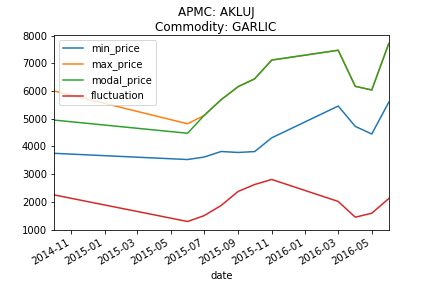 APMC: AKLUJ
Commodity: GARLIC
8000
7000
6000
5000
4000
3000
2000
1000
min_price
max_price
modal_price
fluctuation
2014-11
2015-01
2015-03
2015-05
2015-07
2015-09
2015-11
2016-01
2016-03
2016-05
date